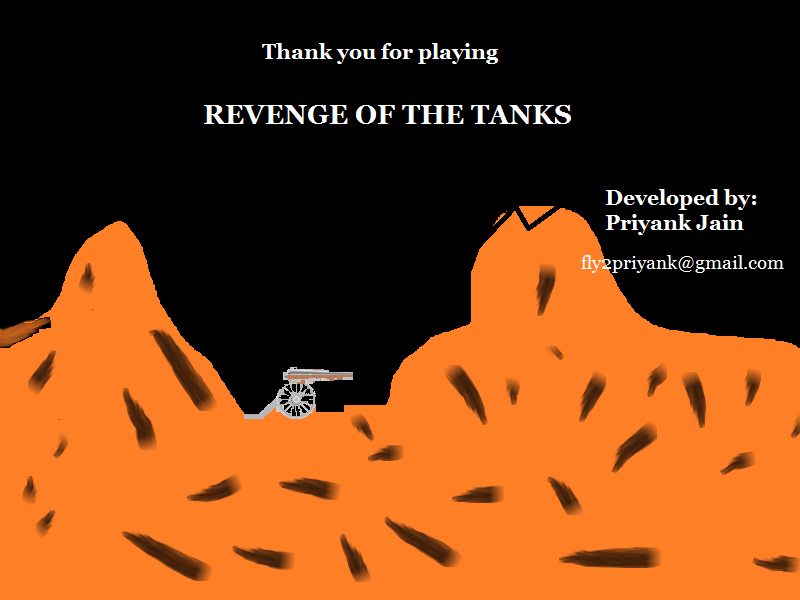 Thank you for playing
REVENGE OF THE TANKS
Developed by:
Priyank Jain
fly2priyank@gmail.com